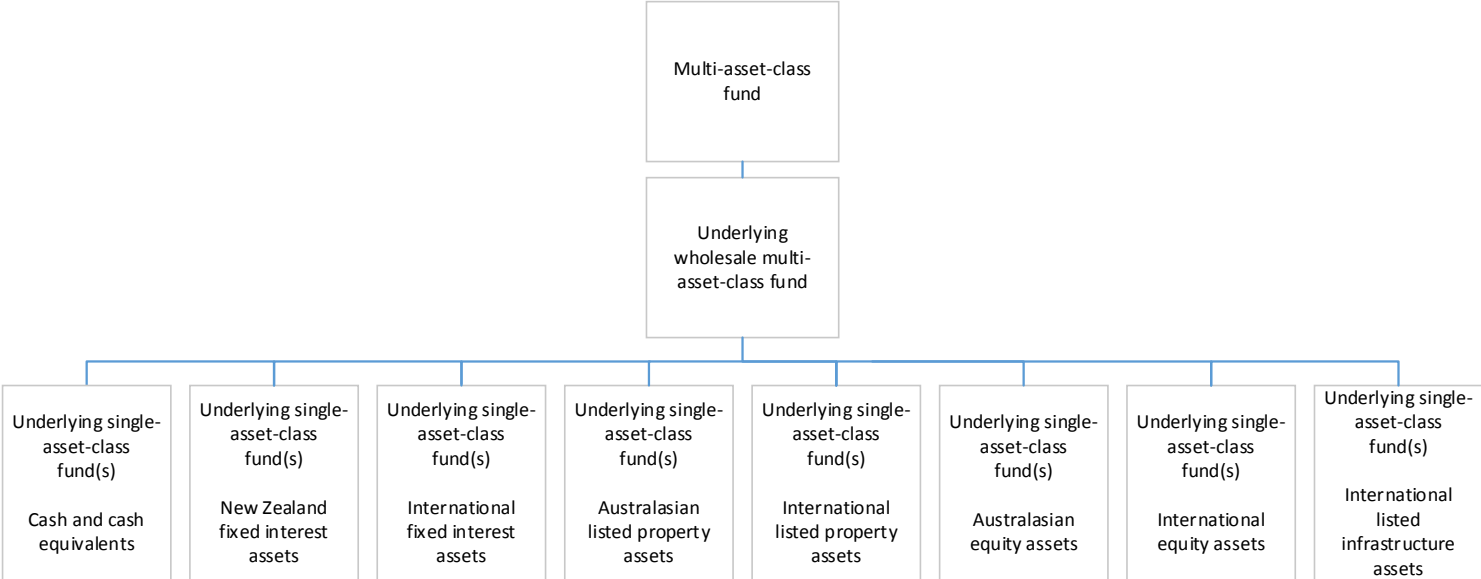 Multi-asset-class
fund
Underlying
wholesale multi-
asset-class fund
Underlying single-
asset-class
fund(s)
Cash and cash
equivalents
Underlying single-
asset-class
fund(s)
New Zealand
fixed interest
assets
Underlying single-
asset-class
fund(s)
International
fixed interest
assets
Underlying single-
asset-class
fund(s)
Australasian
listed property
assets
Underlying single-
asset-class
fund(s)
International
listed property
assets
Underlying single-
asset-class
fund(s)
Australasian
equity assets
Underlying single-
asset-class
fund(s)
International
equity assets
Underlying single-
asset-class
fund(s)
International
listed
infrastructure
assets